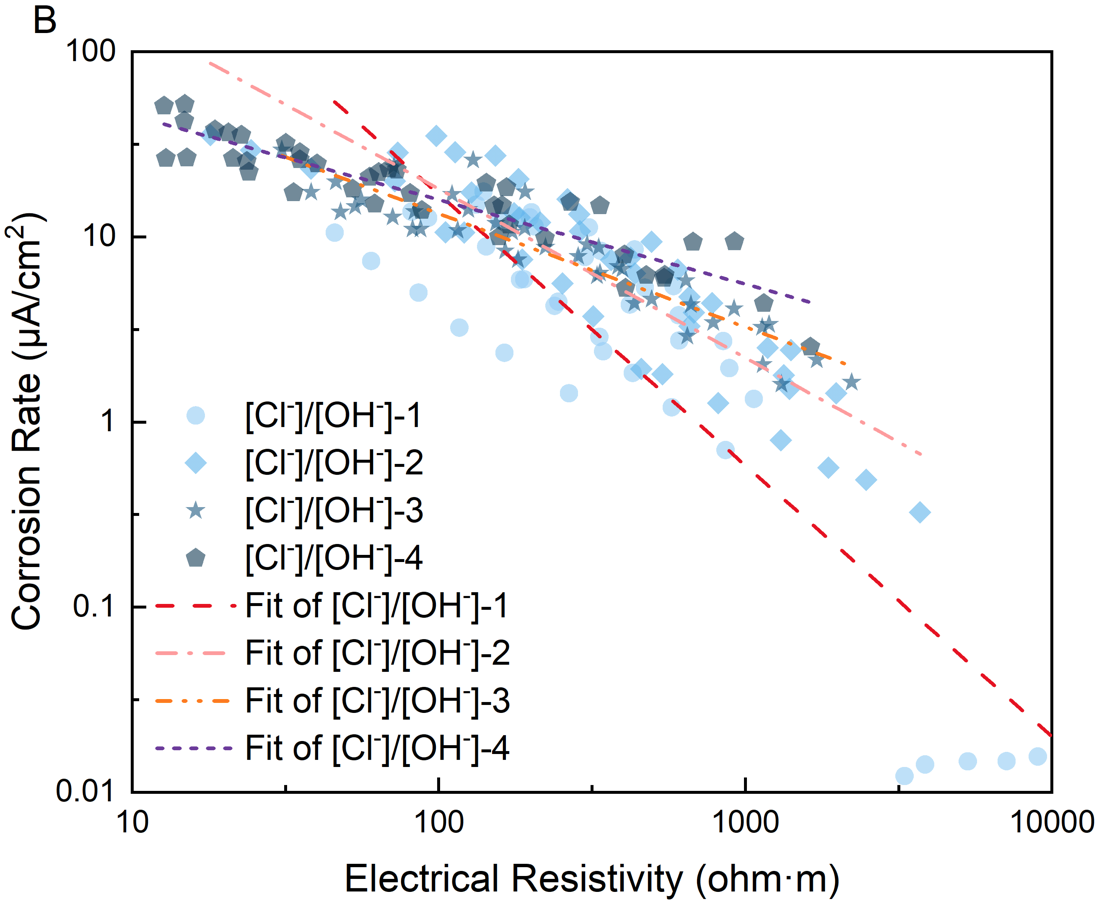 B
100
10
1
0.1
0.01
Corrosion Rate (μA/cm²)
[Cl⁻]/[OH⁻]-1
[Cl⁻]/[OH⁻]-2
[Cl⁻]/[OH⁻]-3
[Cl⁻]/[OH⁻]-4
Fit of [Cl⁻]/[OH⁻]-1
Fit of [Cl⁻]/[OH⁻]-2
Fit of [Cl⁻]/[OH⁻]-3
Fit of [Cl⁻]/[OH⁻]-4
10 100 1000 10000
Electrical Resistivity (ohm·m)